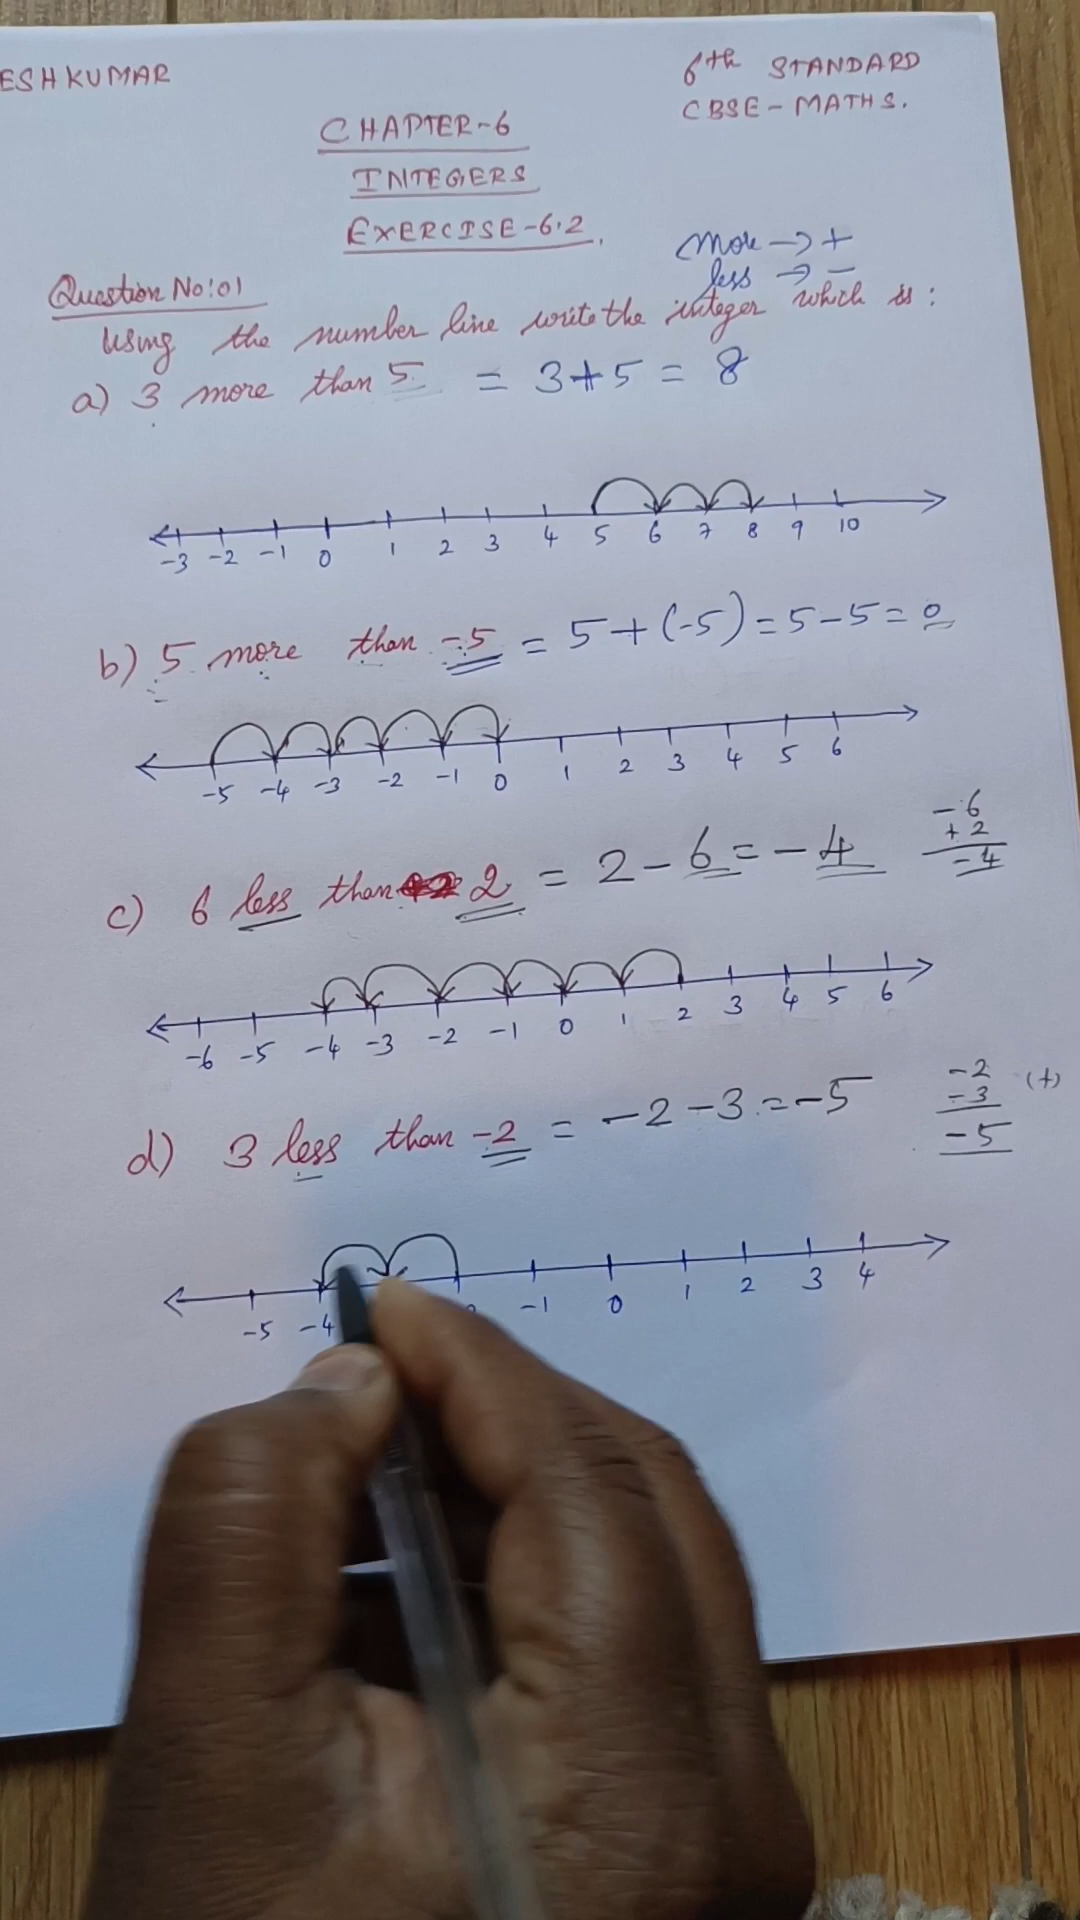 ESHKUMAR
6th STANDARD
CBSE - MATHS.
CHAPTER-6
INTEGERS
EXERCISE-6.2.
more → +
less → -
Question No:01
Using the number line write the integer which is :
a) 3 more than 5 = 3+5 = 8
-3 -2 -1 0 1 2 3 4 5 6 7 8 9 10
b) 5 more than -5 = 5+(-5) = 5-5 = 0
-5 -4 -3 -2 -1 0 1 2 3 4 5 6
c) 6 less than 2 = 2 - 6 = -4
-6
+2
-4
-6 -5 -4 -3 -2 -1 0 1 2 3 4 5 6
d) 3 less than -2 = -2 -3 = -5
-2 (+)
-3
-5
-5 -4 -1 0 1 2 3 4